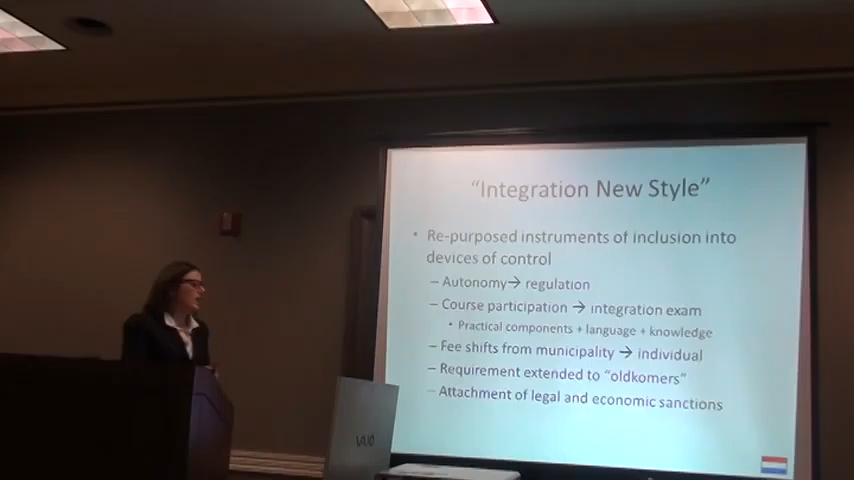 “Integration New Style”
• Re-purposed instruments of inclusion into
devices of control
– Autonomy→ regulation
– Course participation → integration exam
• Practical components + language + knowledge
– Fee shifts from municipality → individual
– Requirement extended to “oldkomers”
– Attachment of legal and economic sanctions
VAIO